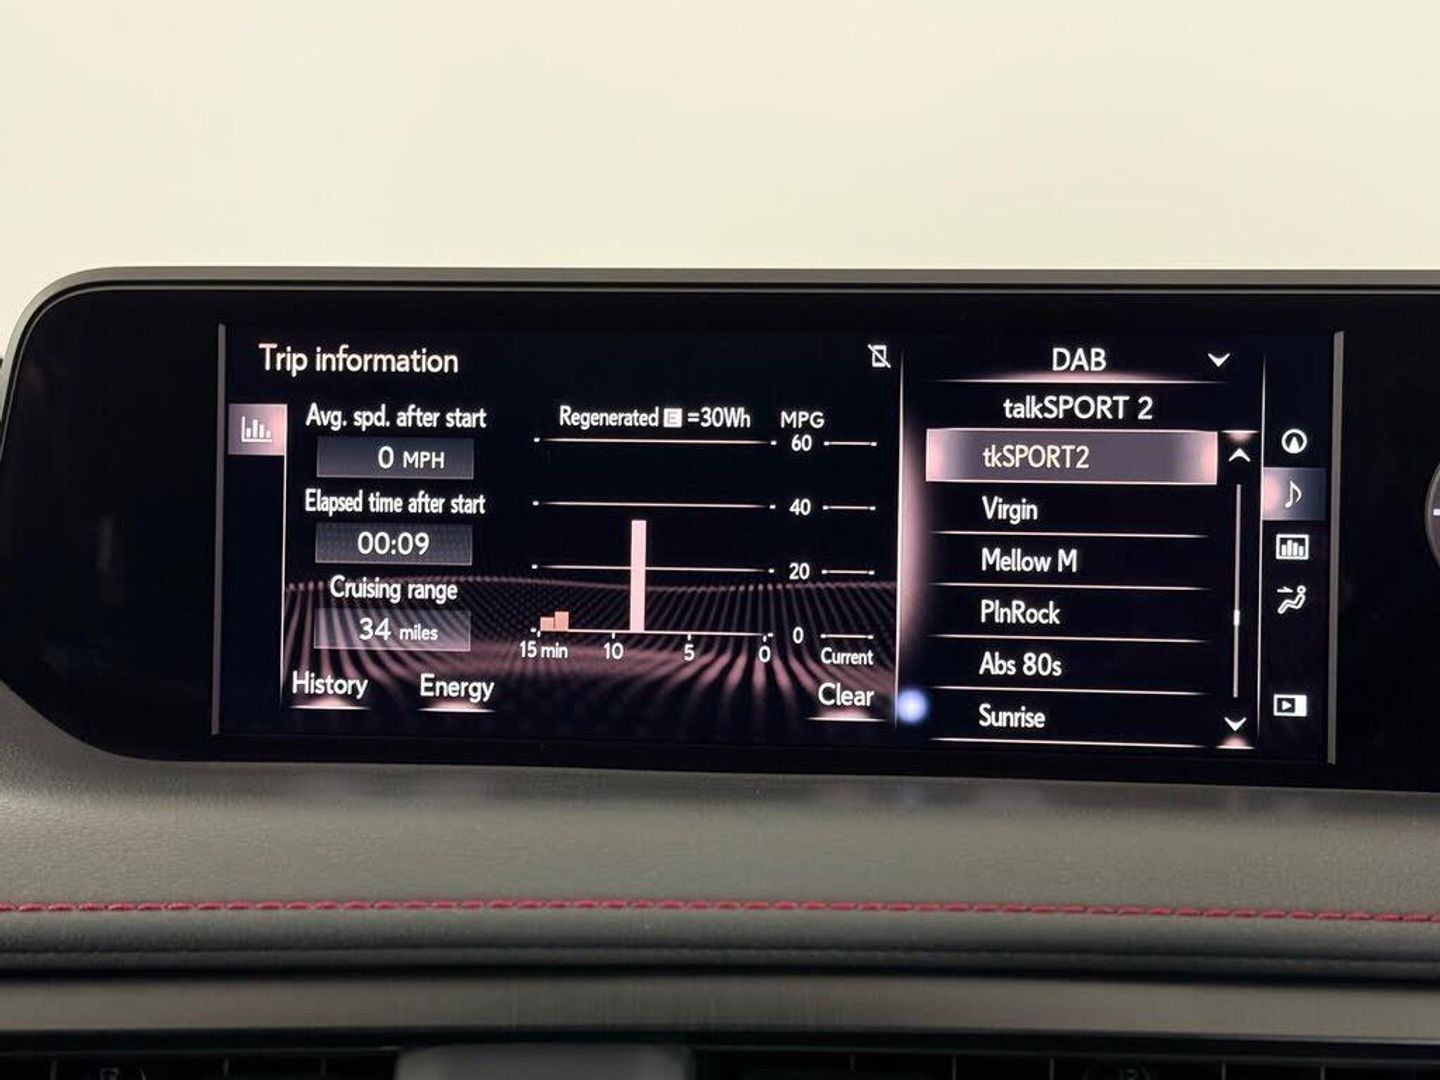 Trip information
Avg. spd. after start
0 MPH
Elapsed time after start
00:09
Cruising range
34 miles
History Energy
Regenerated E =30Wh MPG
60
40
20
0
15 min 10 5 0 Current
Clear
DAB
talkSPORT 2
tkSPORT2
Virgin
Mellow M
PlnRock
Abs 80s
Sunrise